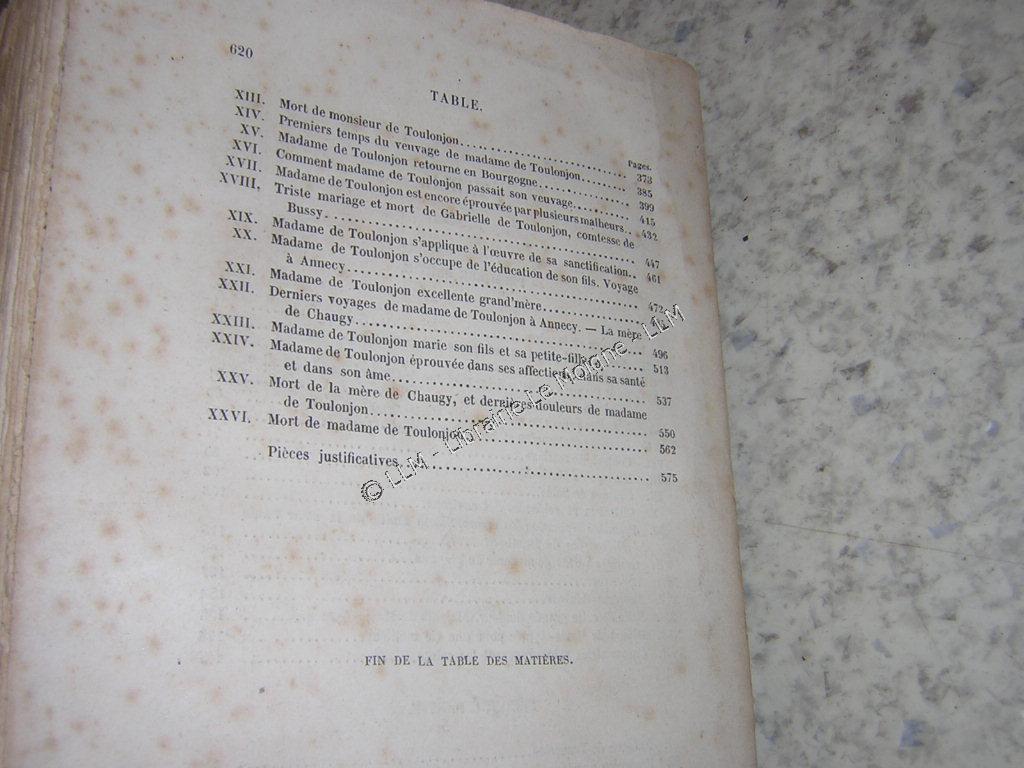 620
TABLE.
Pages.
XIII. Mort de monsieur de Toulonjon. 373
XIV. Premiers temps du veuvage de madame de Toulonjon. 385
XV. Madame de Toulonjon retourne en Bourgogne. 399
XVI. Comment madame de Toulonjon passait son veuvage. 415
XVII. Madame de Toulonjon est encore éprouvée par plusieurs malheurs. 432
XVIII. Triste mariage et mort de Gabrielle de Toulonjon, comtesse de
Bussy. 447
XIX. Madame de Toulonjon s'applique à l'œuvre de sa sanctification. 461
XX. Madame de Toulonjon s'occupe de l'éducation de son fils. Voyage
à Annecy. 472
XXI. Madame de Toulonjon excellente grand'mère.
XXII. Derniers voyages de madame de Toulonjon à Annecy. — La mère
de Chaugy. 496
XXIII. Madame de Toulonjon marie son fils et sa petite-fille. 513
XXIV. Madame de Toulonjon éprouvée dans ses affections, dans sa santé
et dans son âme. 537
XXV. Mort de la mère de Chaugy, et dernières douleurs de madame
de Toulonjon. 550
XXVI. Mort de madame de Toulonjon. 562
Pièces justificatives. 575
© LLM - Librairie Le Moigne - LLM
FIN DE LA TABLE DES MATIÈRES.